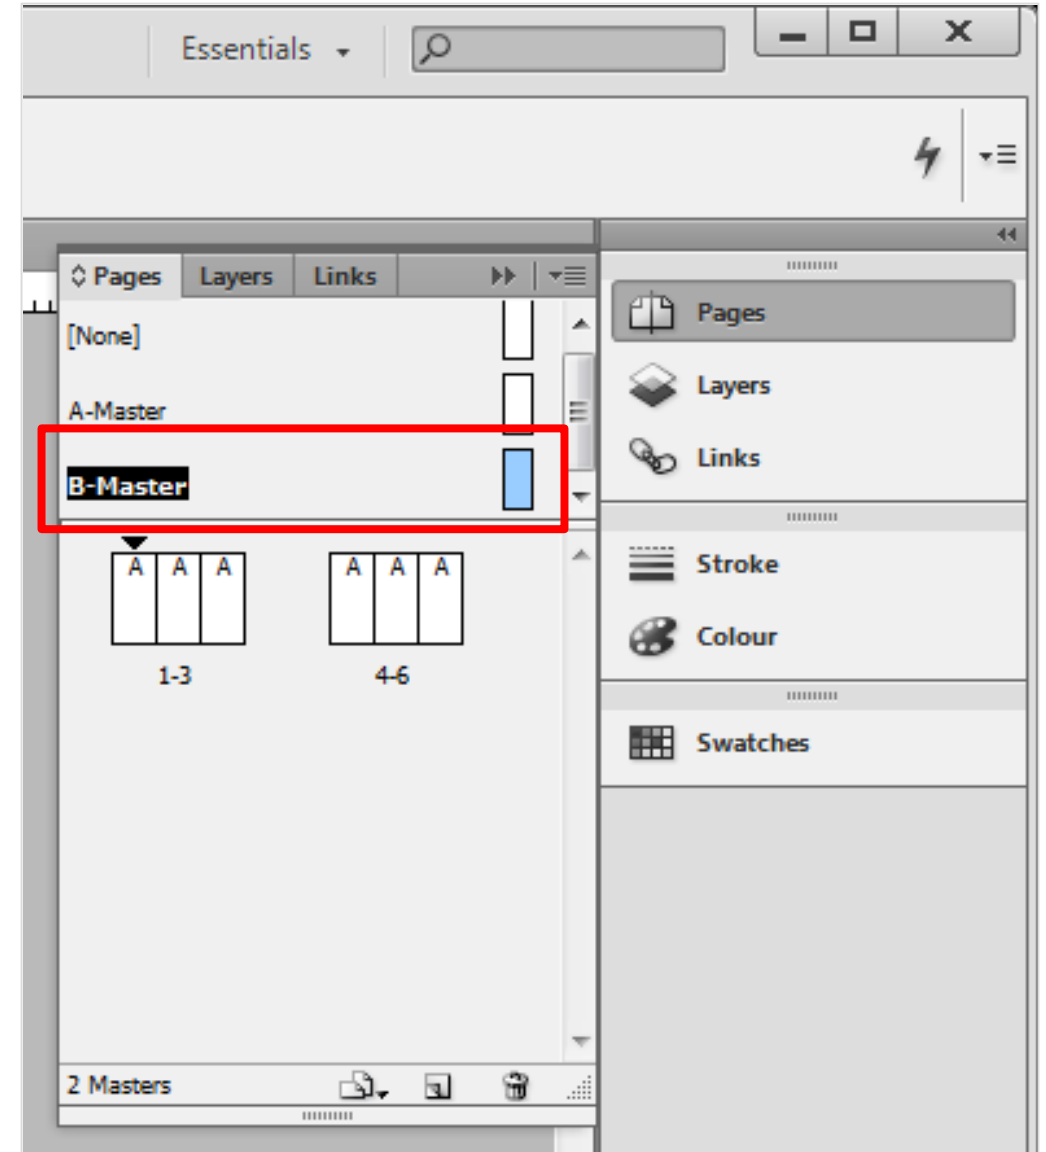 Essentials
Pages Layers Links
[None]
A-Master
B-Master
A A A A A A
1-3 4-6
2 Masters
Pages
Layers
Links
Stroke
Colour
Swatches